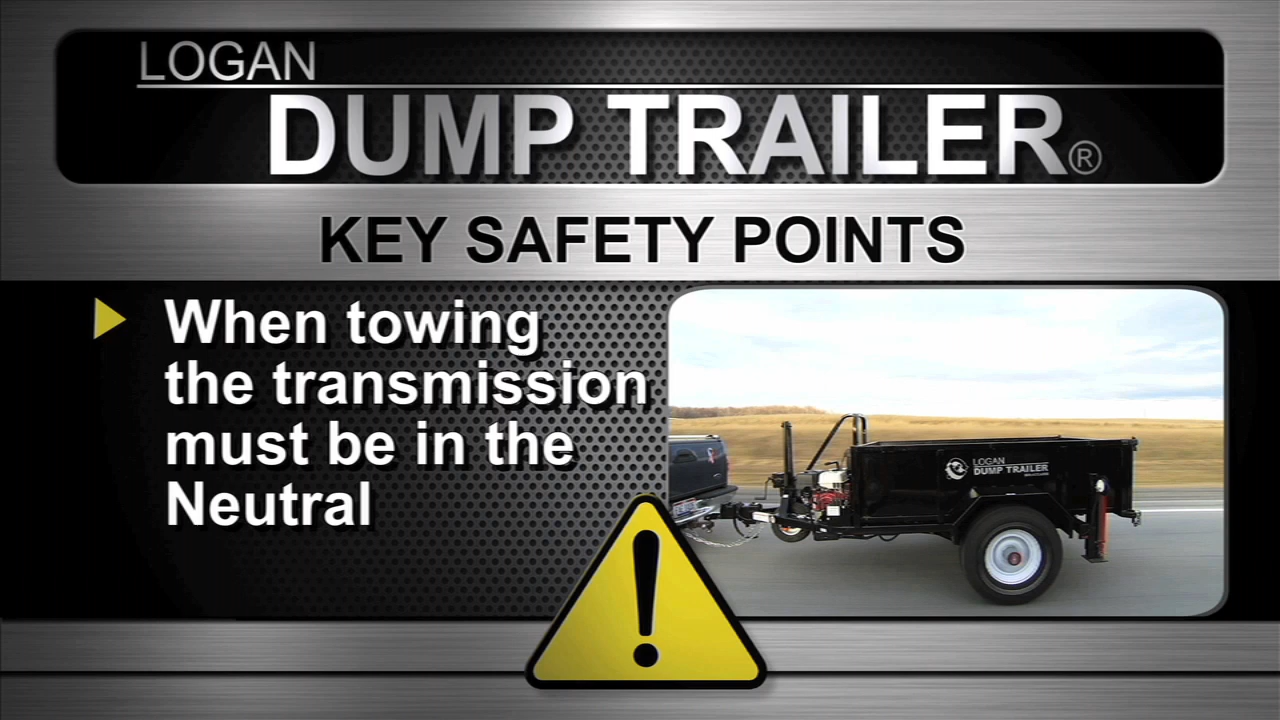 LOGAN
DUMP TRAILER®
KEY SAFETY POINTS
When towing
the transmission
must be in the
Neutral
LOGAN
DUMP TRAILER